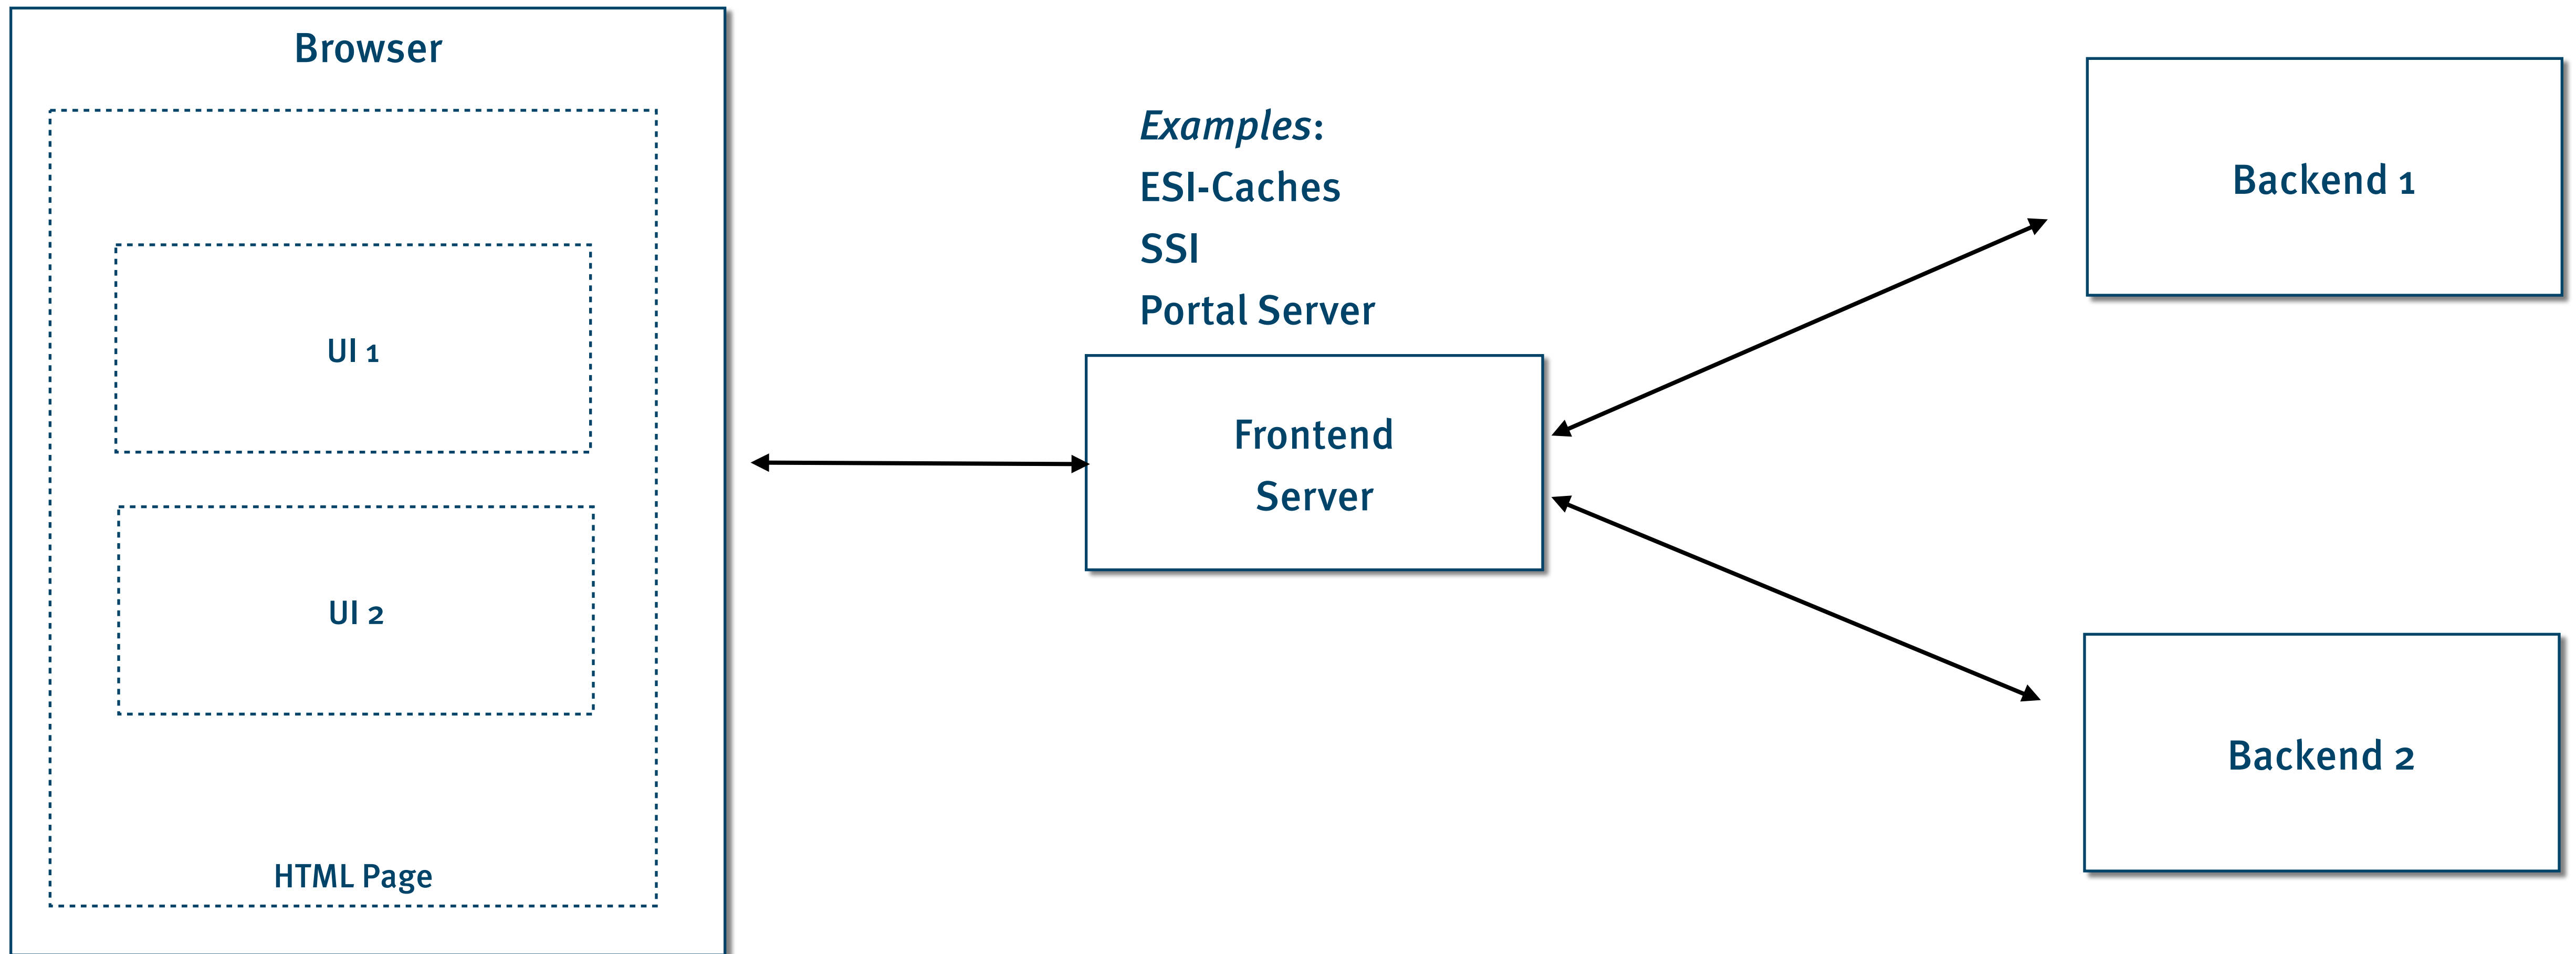 Browser
UI 1
UI 2
HTML Page
Examples:
ESI-Caches
SSI
Portal Server
Frontend
Server
Backend 1
Backend 2